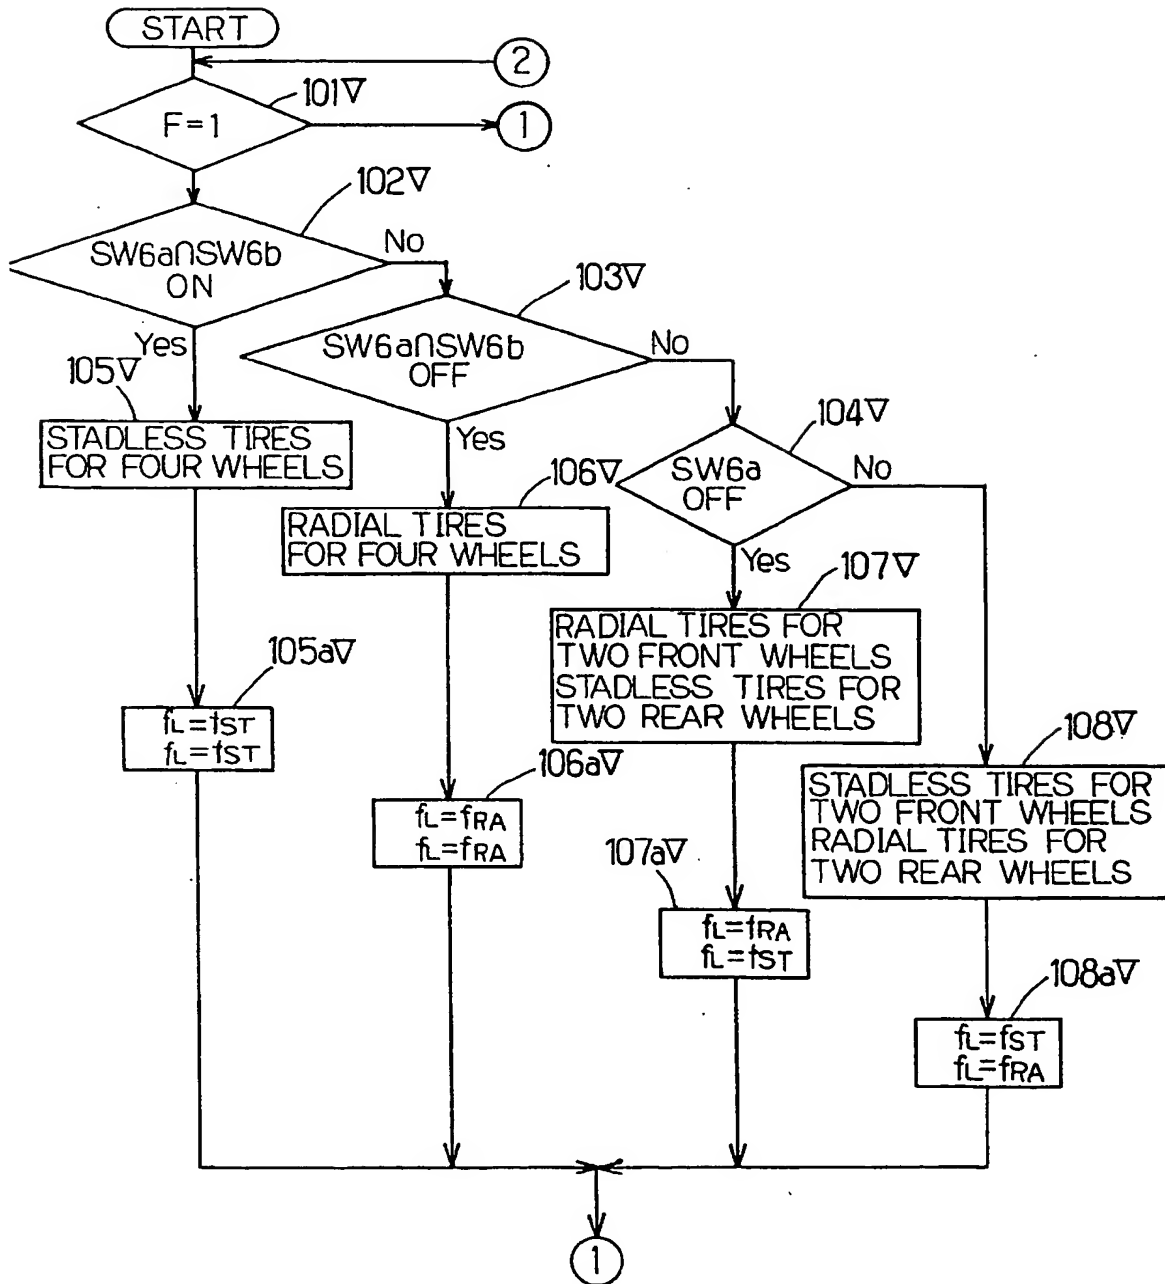 START
2
101∇
F=1
1
102∇
SW6a∩SW6b
ON
No
Yes
103∇
SW6a∩SW6b
OFF
No
Yes
105∇
STADLESS TIRES
FOR FOUR WHEELS
104∇
SW6a
OFF
No
Yes
106∇
RADIAL TIRES
FOR FOUR WHEELS
107∇
RADIAL TIRES FOR
TWO FRONT WHEELS
STADLESS TIRES FOR
TWO REAR WHEELS
105a∇
fL=fST
fL=fST
108∇
STADLESS TIRES FOR
TWO FRONT WHEELS
RADIAL TIRES FOR
TWO REAR WHEELS
106a∇
fL=fRA
fL=fRA
107a∇
fL=fRA
fL=fST
108a∇
fL=fST
fL=fRA
1